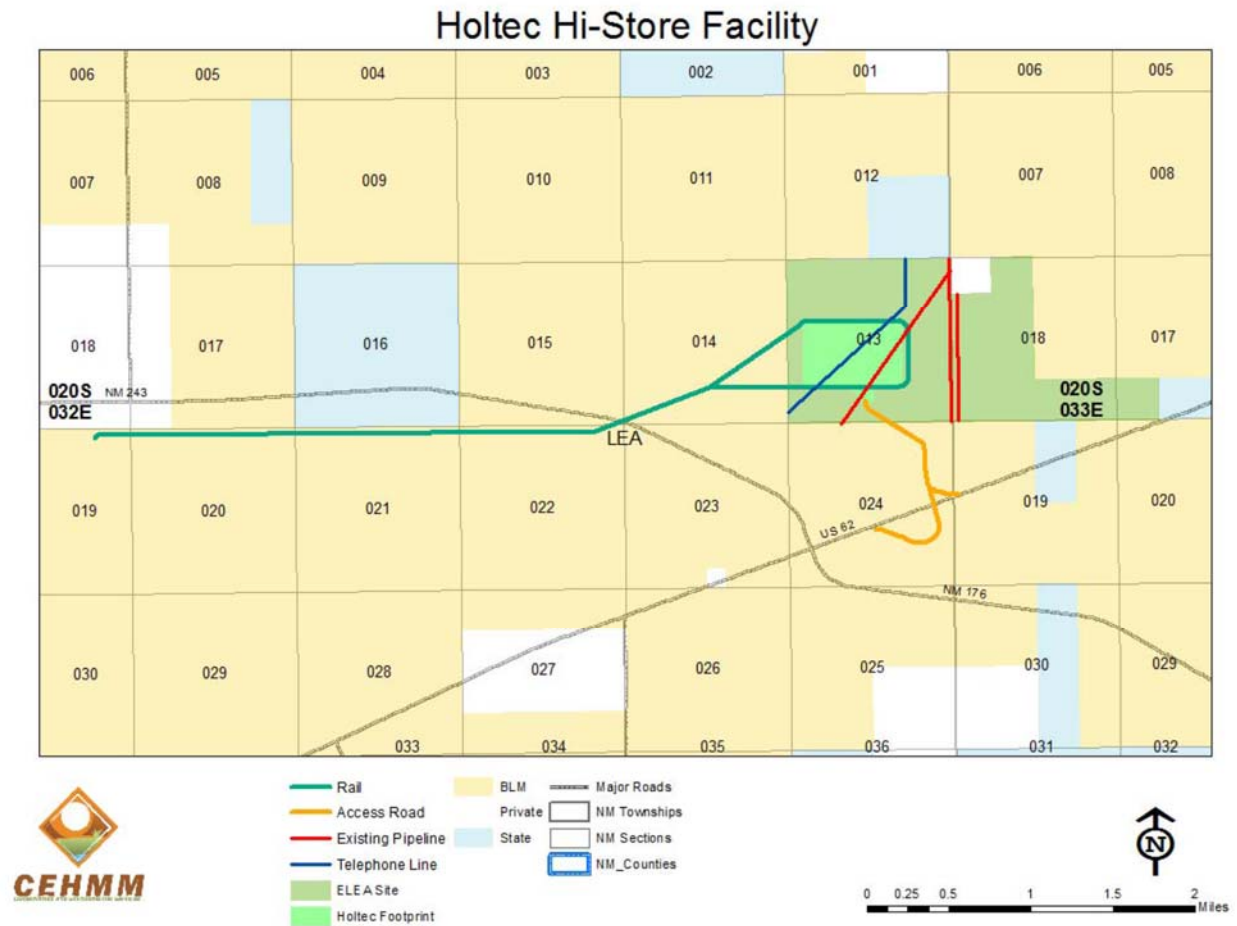 Holtec Hi-Store Facility
006 005 004 003 002 001 006 005
007 008 009 010 011 012 007 008
018 017 016 015 014 013 018 017
020S NM 243
032E
020S
033E
LEA
019 020 021 022 023 024 019 020
US 62
NM 176
030 029 028 027 026 025 030 029
033 034 035 036 031 032
Rail
Access Road
Existing Pipeline
Telephone Line
ELEA Site
Holtec Footprint
BLM
Private
State
Major Roads
NM Townships
NM Sections
NM_Counties
CEHMM
N
0 0.25 0.5 1 1.5 2
Miles